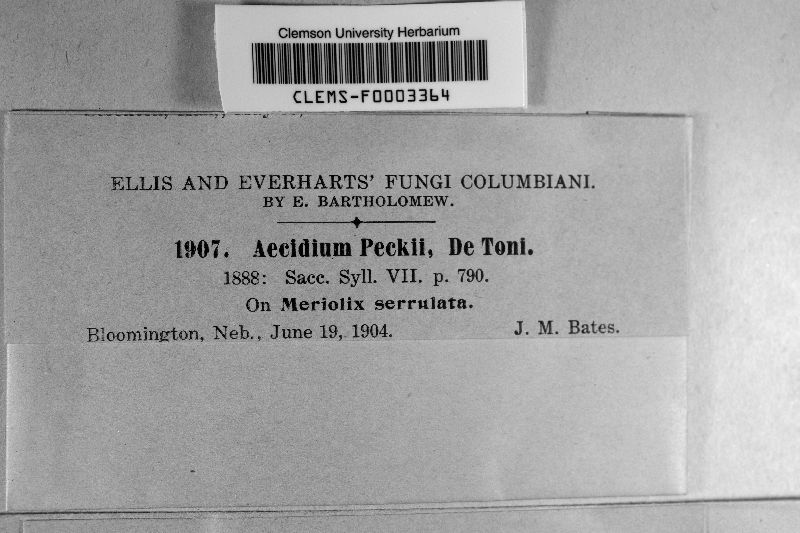 Clemson University Herbarium
CLEMS-F0003364
ELLIS AND EVERHARTS' FUNGI COLUMBIANI.
BY E. BARTHOLOMEW.
1907. Aecidium Peckii, De Toni.
1888: Sacc. Syll. VII. p. 790.
On Meriolix serrulata.
Bloomington, Neb., June 19, 1904. J. M. Bates.